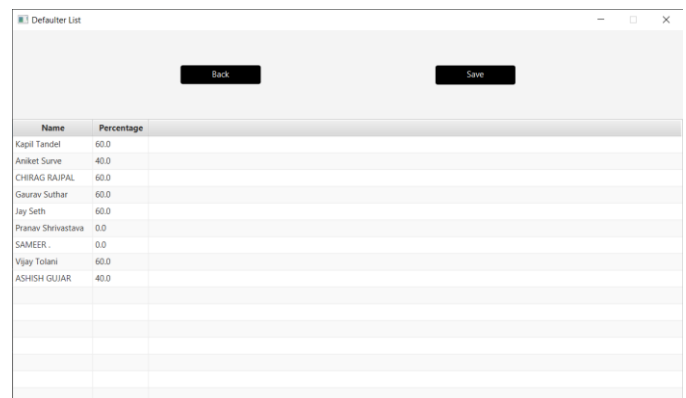 Defaulter List
Back Save
Name Percentage
Kapil Tandel 60.0
Aniket Surve 40.0
CHIRAG RAJPAL 60.0
Gaurav Suthar 60.0
Jay Seth 60.0
Pranav Shrivastava 0.0
SAMEER . 0.0
Vijay Tolani 60.0
ASHISH GUJAR 40.0